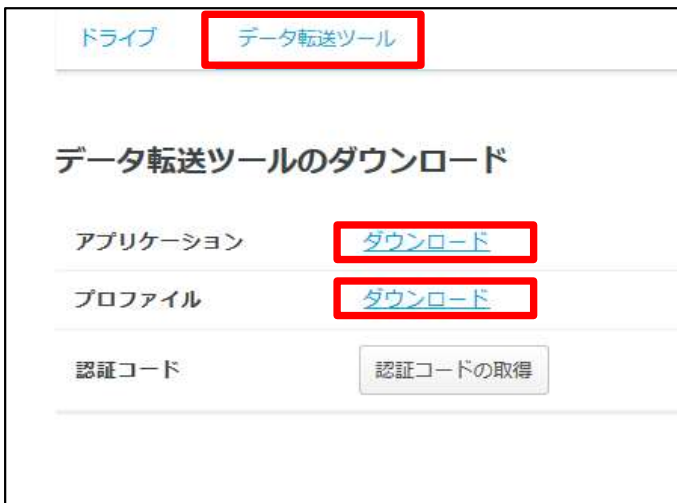 ドライブ データ転送ツール
データ転送ツールのダウンロード
アプリケーション ダウンロード
プロファイル ダウンロード
認証コード 認証コードの取得